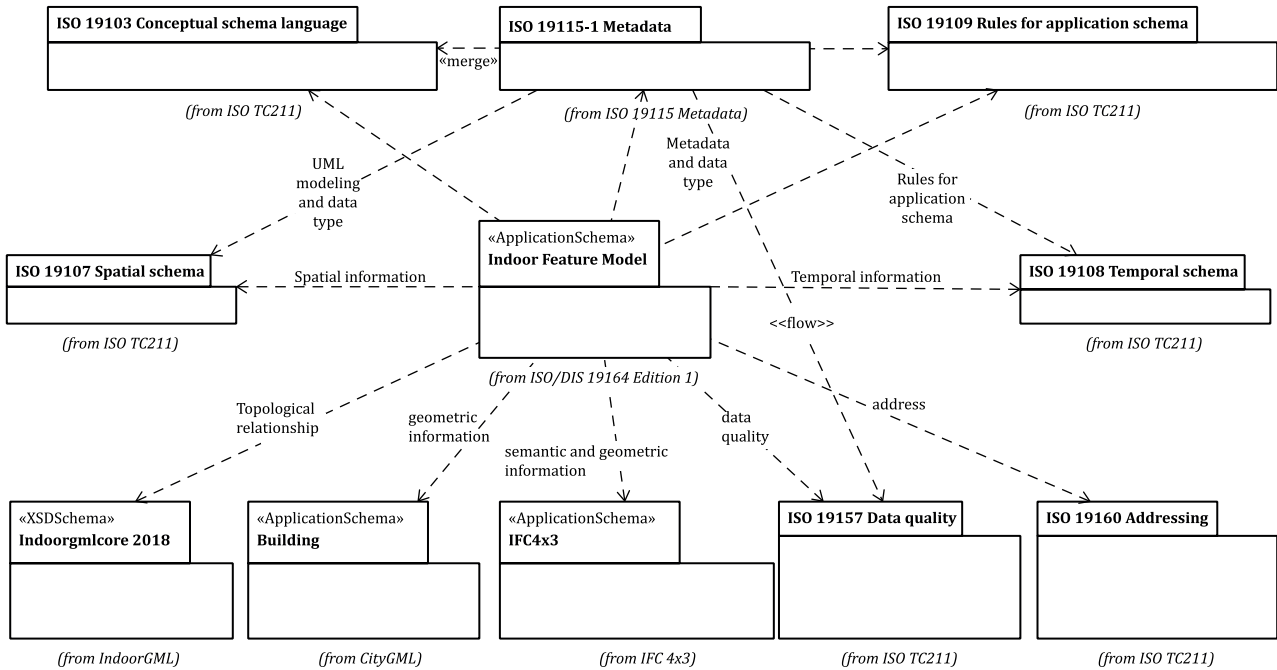 ISO 19103 Conceptual schema language
ISO 19115-1 Metadata
ISO 19109 Rules for application schema
«merge»
(from ISO TC211)
(from ISO 19115 Metadata)
(from ISO TC211)
Metadata
and data
type
UML
modeling
and data
type
Rules for
application
schema
«ApplicationSchema»
Indoor Feature Model
ISO 19107 Spatial schema
Spatial information
Temporal information
ISO 19108 Temporal schema
<<flow>>
(from ISO TC211)
(from ISO TC211)
(from ISO/DIS 19164 Edition 1)
Topological
relationship
geometric
information
semantic and geometric
information
data
quality
address
«XSDSchema»
Indoorgmlcore 2018
«ApplicationSchema»
Building
«ApplicationSchema»
IFC4x3
ISO 19157 Data quality
ISO 19160 Addressing
(from IndoorGML)
(from CityGML)
(from IFC 4x3)
(from ISO TC211)
(from ISO TC211)